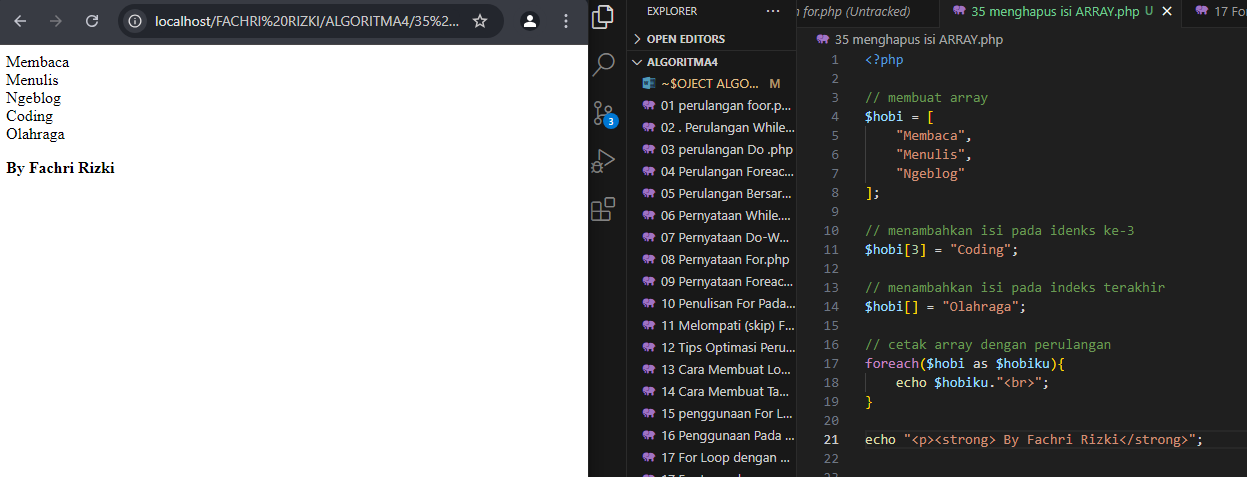 localhost/FACHRI%20RIZKI/ALGORITMA4/35%2...
Membaca
Menulis
Ngeblog
Coding
Olahraga
By Fachri Rizki
3
EXPLORER
OPEN EDITORS
ALGORITMA4
~$OJECT ALGO... M
01 perulangan foor.p...
02 . Perulangan While...
03 perulangan Do .php
04 Perulangan Foreac...
05 Perulangan Bersar...
06 Pernyataan While....
07 Pernyataan Do-W...
08 Pernyataan For.php
09 Pernyataan Foreac...
10 Penulisan For Pada...
11 Melompati (skip) F...
12 Tips Optimasi Peru...
13 Cara Membuat Lo...
14 Cara Membuat Ta...
15 penggunaan For L...
16 Penggunaan Pada ...
17 For Loop dengan ...
for.php (Untracked)
35 menghapus isi ARRAY.php U
17 Fo
35 menghapus isi ARRAY.php
1 <?php
2
3 // membuat array
4 $hobi = [
5 "Membaca",
6 "Menulis",
7 "Ngeblog"
8 ];
9
10 // menambahkan isi pada idenks ke-3
11 $hobi[3] = "Coding";
12
13 // menambahkan isi pada indeks terakhir
14 $hobi[] = "Olahraga";
15
16 // cetak array dengan perulangan
17 foreach($hobi as $hobiku){
18 echo $hobiku."<br>";
19 }
20
21 echo "<p><strong> By Fachri Rizki</strong>";
22